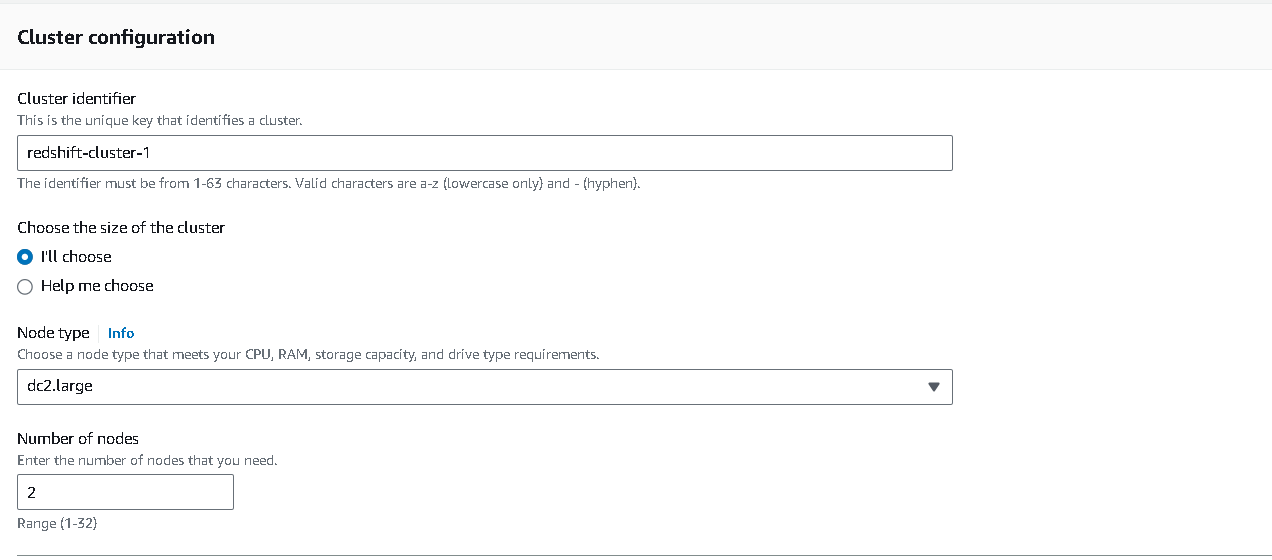 Cluster configuration
Cluster identifier
This is the unique key that identifies a cluster.
redshift-cluster-1
The identifier must be from 1-63 characters. Valid characters are a-z (lowercase only) and - (hyphen).
Choose the size of the cluster
I'll choose
Help me choose
Node type Info
Choose a node type that meets your CPU, RAM, storage capacity, and drive type requirements.
dc2.large
Number of nodes
Enter the number of nodes that you need.
2
Range (1-32)